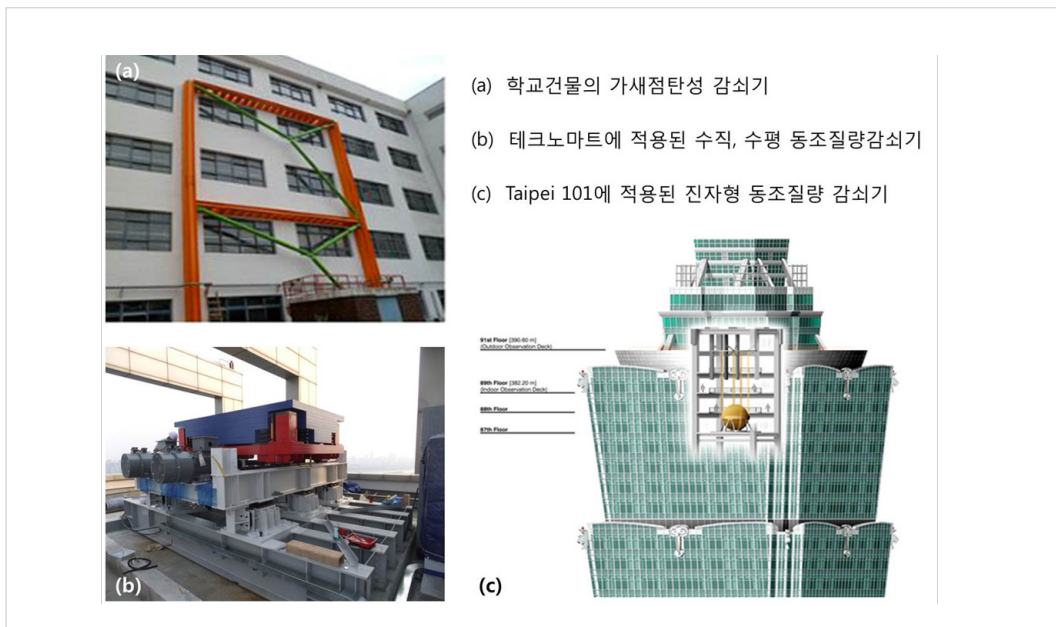 (a)
(a) 학교건물의 가새점탄성 감쇠기
(b) 테크노마트에 적용된 수직, 수평 동조질량감쇠기
(c) Taipei 101에 적용된 진자형 동조질량 감쇠기
91st Floor [390.60 m]
(Outdoor Observation Deck)
89th Floor [382.20 m]
(Indoor Observation Deck)
88th Floor
87th Floor
(b)
(c)